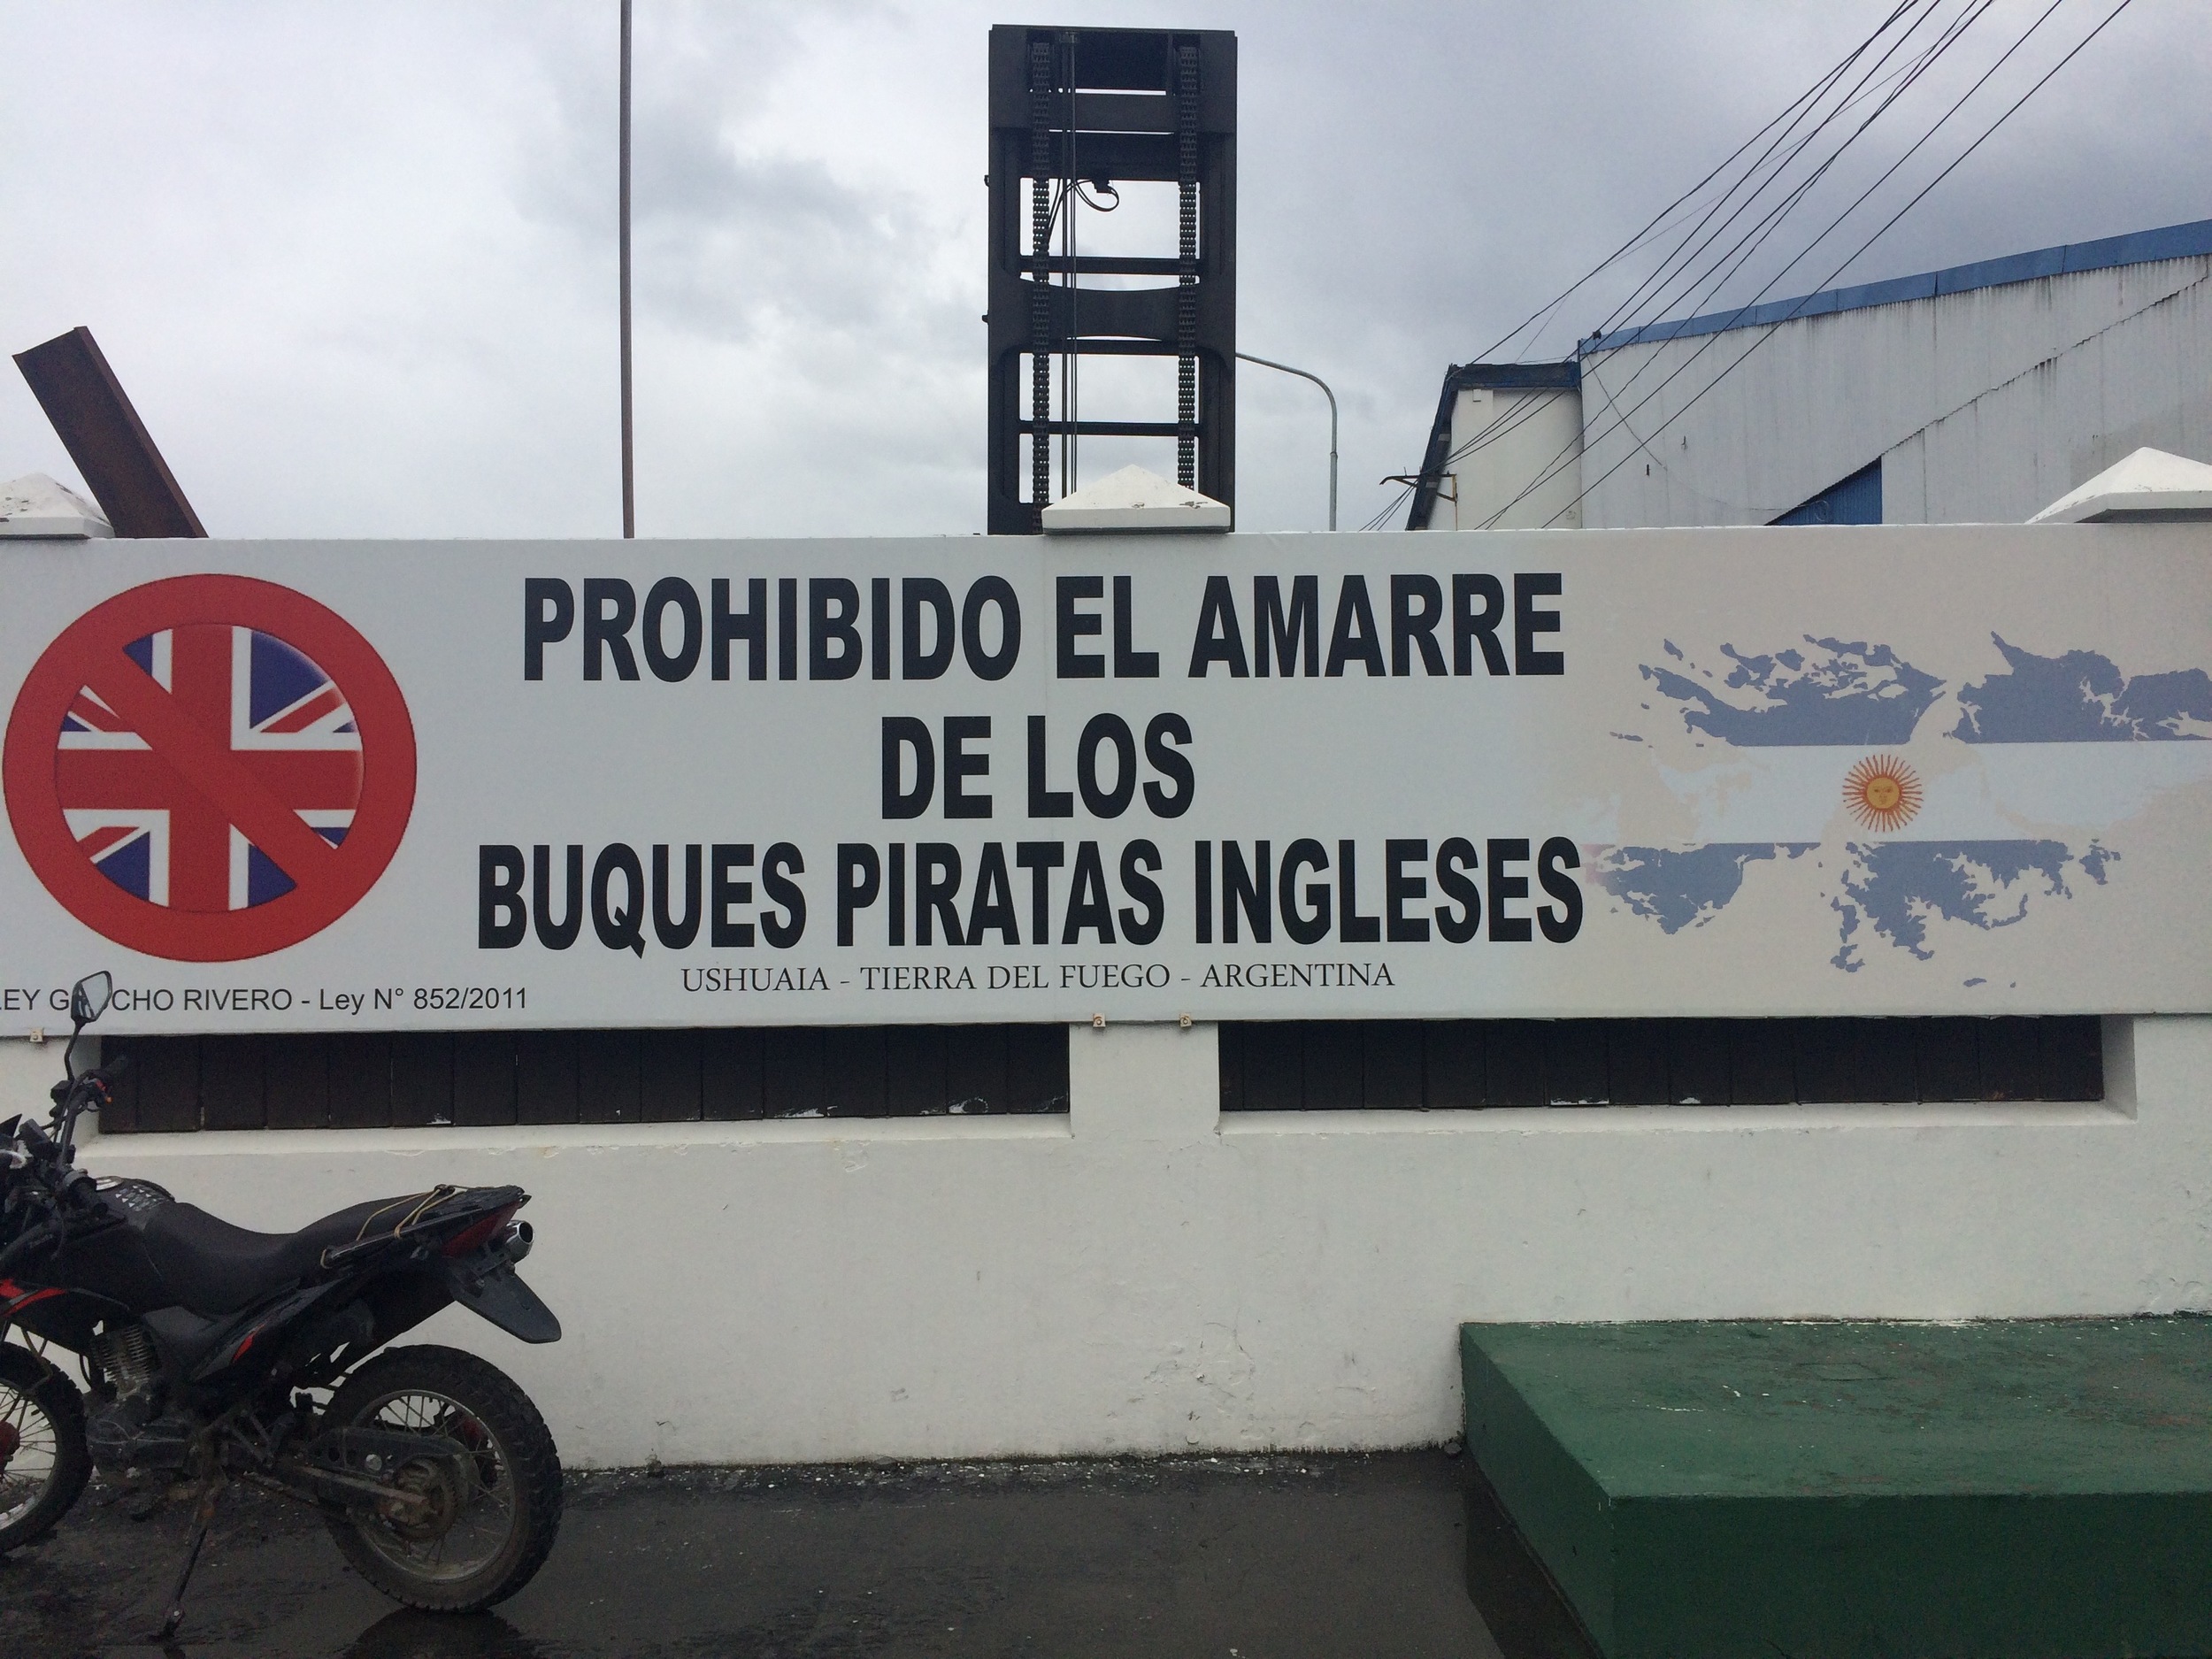 PROHIBIDO EL AMARRE
DE LOS
BUQUES PIRATAS INGLESES
USHUAIA - TIERRA DEL FUEGO - ARGENTINA
RIVERO - Ley N° 852/2011